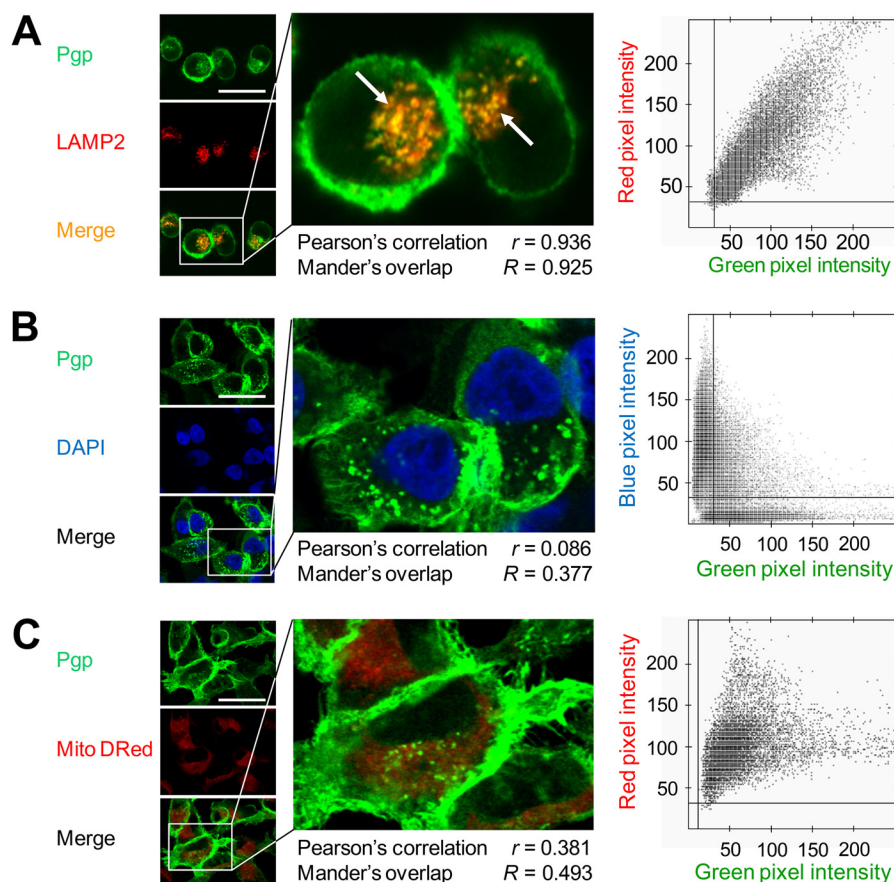 A
Pgp
LAMP2
Merge
Pearson's correlation r = 0.936
Mander's overlap R = 0.925
Red pixel intensity
200
150
100
50
50 100 150 200
Green pixel intensity
B
Pgp
DAPI
Merge
Pearson's correlation r = 0.086
Mander's overlap R = 0.377
Blue pixel intensity
200
150
100
50
50 100 150 200
Green pixel intensity
C
Pgp
Mito DRed
Merge
Pearson's correlation r = 0.381
Mander's overlap R = 0.493
Red pixel intensity
200
150
100
50
50 100 150 200
Green pixel intensity